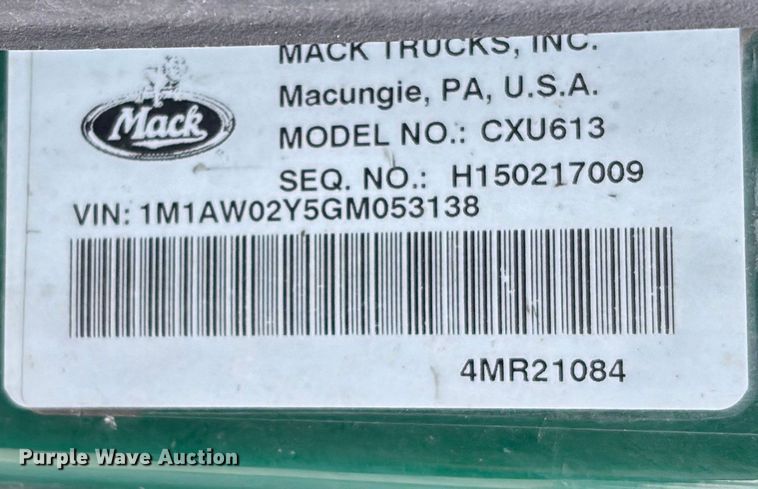 MACK TRUCKS, INC.
Macungie, PA, U.S.A.
Mack
MODEL NO.: CXU613
SEQ. NO.: H150217009
VIN: 1M1AW02Y5GM053138
4MR21084
Purple Wave Auction